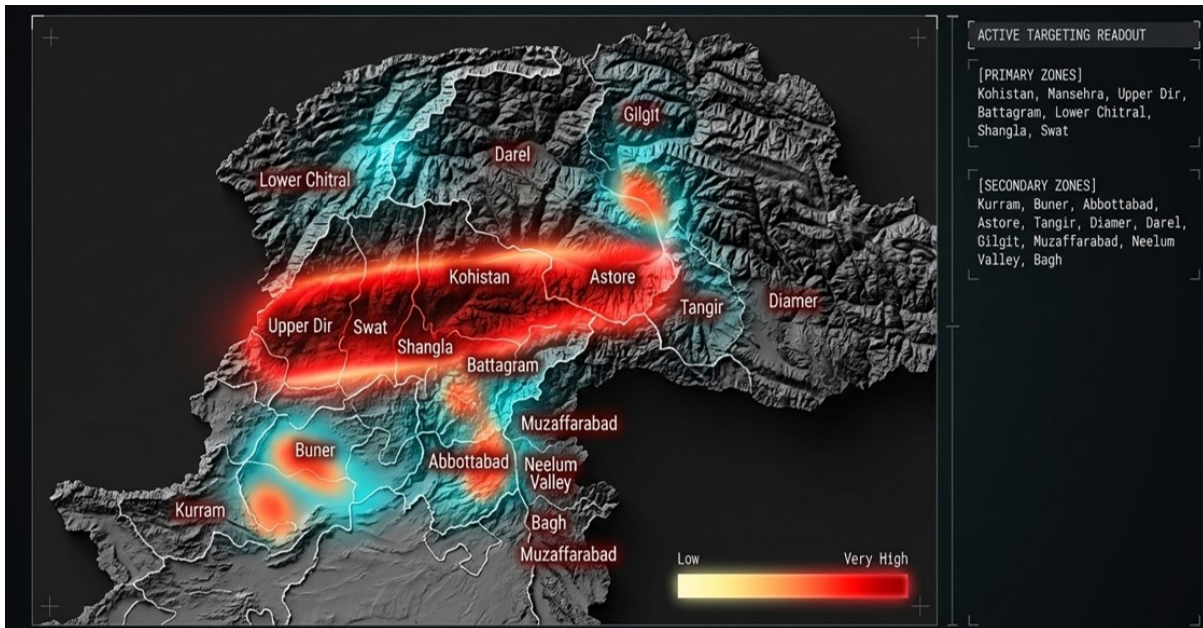 ACTIVE TARGETING READOUT
[PRIMARY ZONES]
Kohistan, Mansehra, Upper Dir,
Battagram, Lower Chitral,
Shangla, Swat
[SECONDARY ZONES]
Kurram, Buner, Abbottabad,
Astore, Tangir, Diamer, Darel,
Gilgit, Muzaffarabad, Neelum
Valley, Bagh
Gilgit
Darel
Lower Chitral
Kohistan
Astore
Diamer
Tangir
Upper Dir
Swat
Shangla
Battagram
Muzaffarabad
Buner
Abbottabad
Neelum
Valley
Kurram
Bagh
Muzaffarabad
Low
Very High